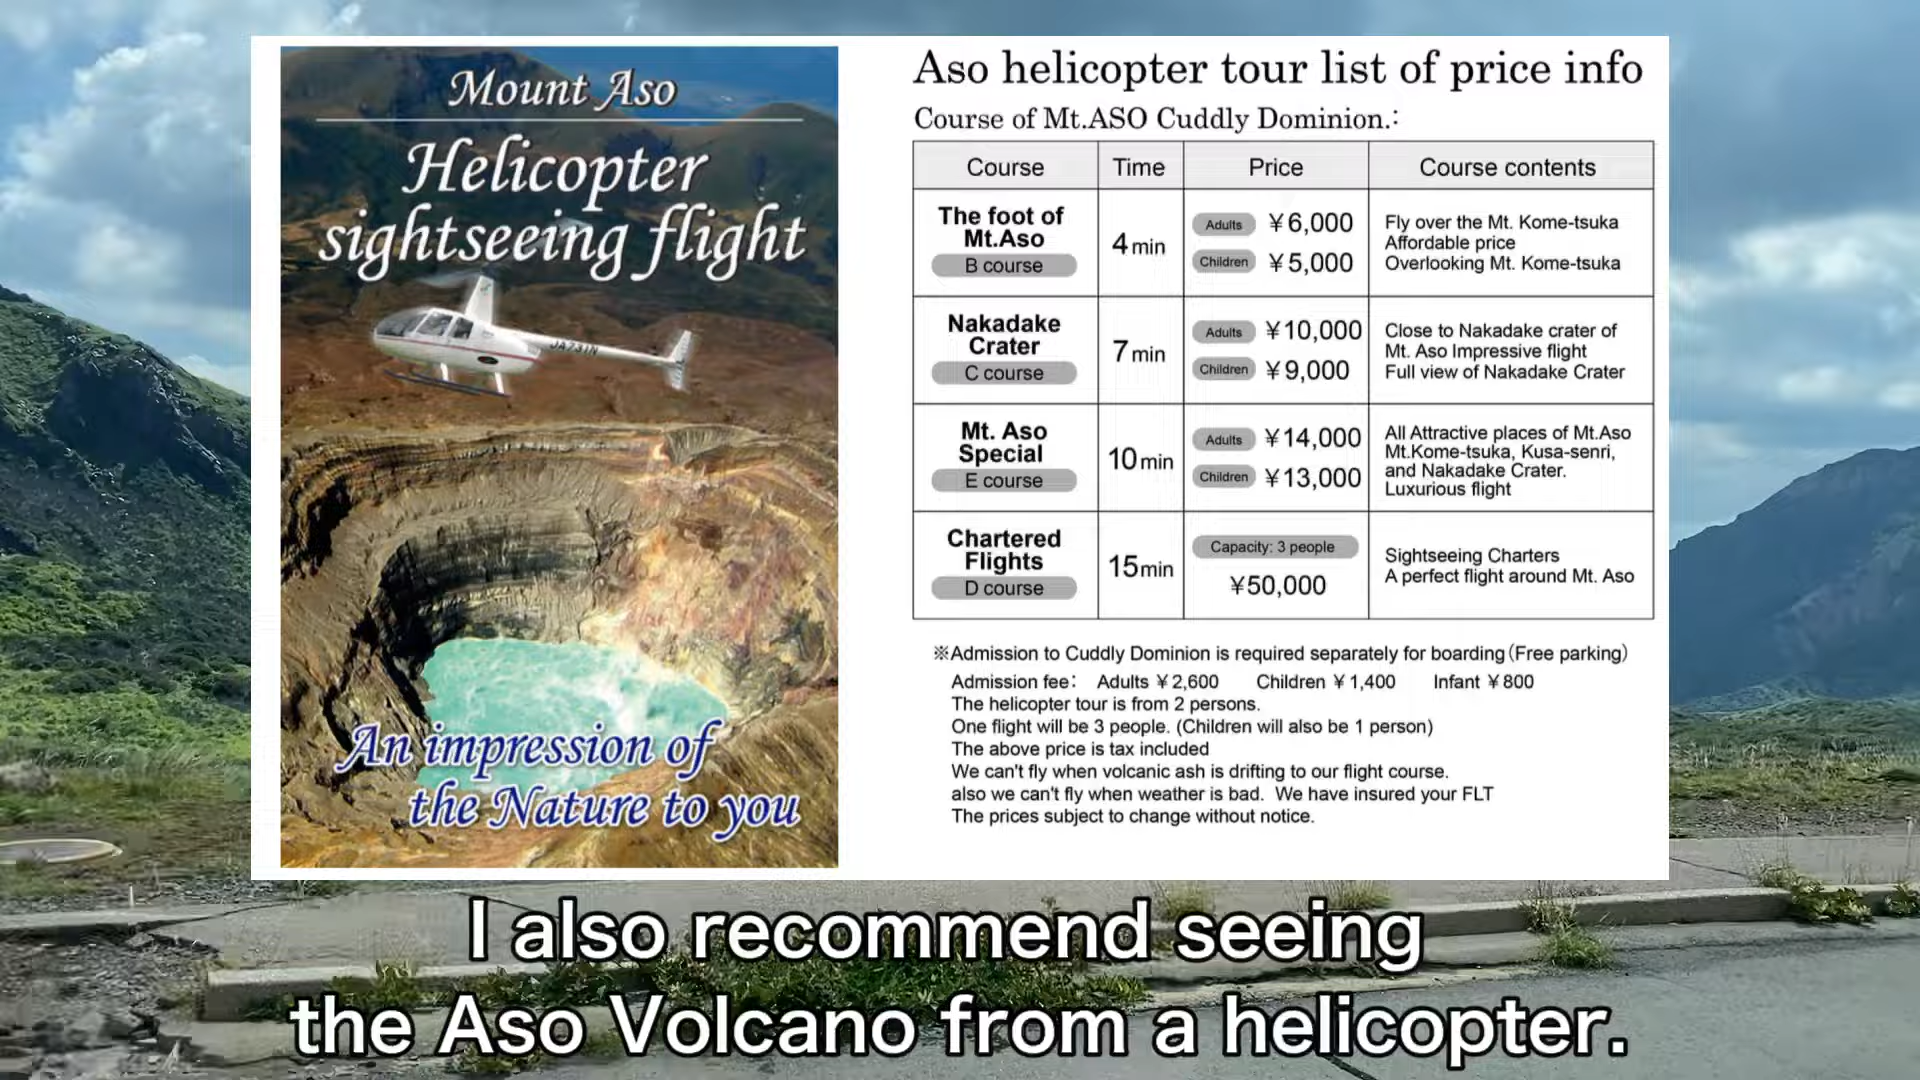 Mount Aso
Helicopter
sightseeing flight
JA731N
An impression of
the Nature to you
Aso helicopter tour list of price info
Course of Mt.ASO Cuddly Dominion.:
Course Time Price Course contents
The foot of
Mt.Aso
B course
4min
Adults ¥6,000
Children ¥5,000
Fly over the Mt. Kome-tsuka
Affordable price
Overlooking Mt. Kome-tsuka
Nakadake
Crater
C course
7min
Adults ¥10,000
Children ¥9,000
Close to Nakadake crater of
Mt. Aso Impressive flight
Full view of Nakadake Crater
Mt. Aso
Special
E course
10min
Adults ¥14,000
Children ¥13,000
All Attractive places of Mt.Aso
Mt.Kome-tsuka, Kusa-senri,
and Nakadake Crater.
Luxurious flight
Chartered
Flights
D course
15min
Capacity: 3 people
¥50,000
Sightseeing Charters
A perfect flight around Mt. Aso
※Admission to Cuddly Dominion is required separately for boarding(Free parking)
Admission fee: Adults ¥2,600 Children ¥1,400 Infant ¥800
The helicopter tour is from 2 persons.
One flight will be 3 people. (Children will also be 1 person)
The above price is tax included
We can't fly when volcanic ash is drifting to our flight course.
also we can't fly when weather is bad. We have insured your FLT
The prices subject to change without notice.
I also recommend seeing
the Aso Volcano from a helicopter.